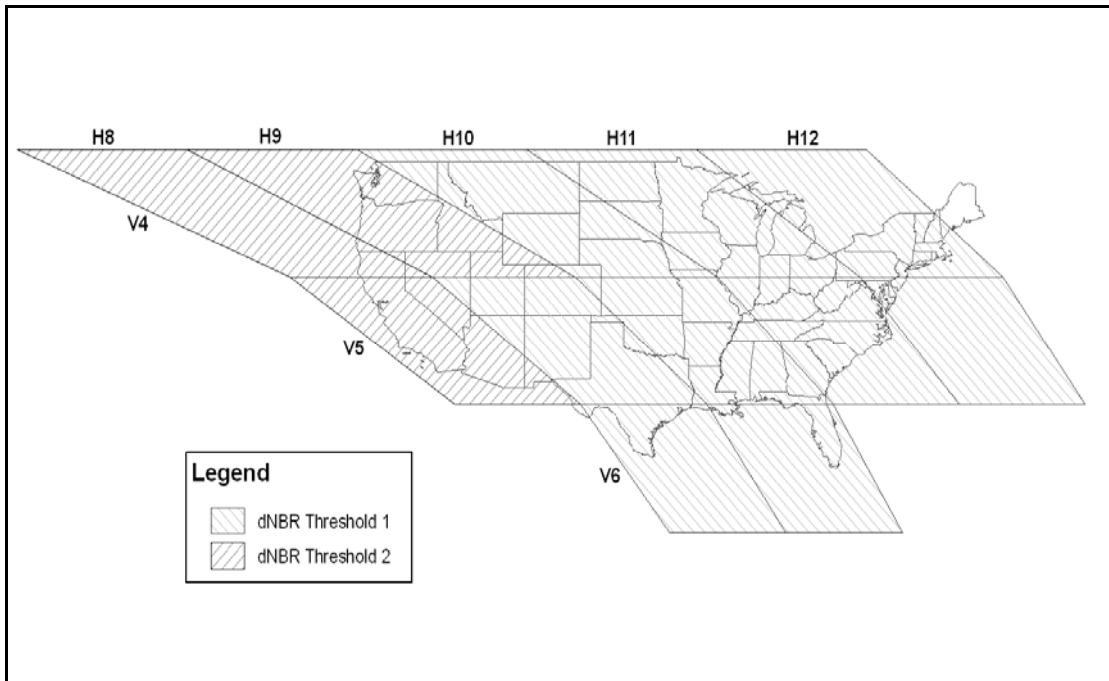 H8
H9
H10
H11
H12
V4
V5
V6
Legend
dNBR Threshold 1
dNBR Threshold 2